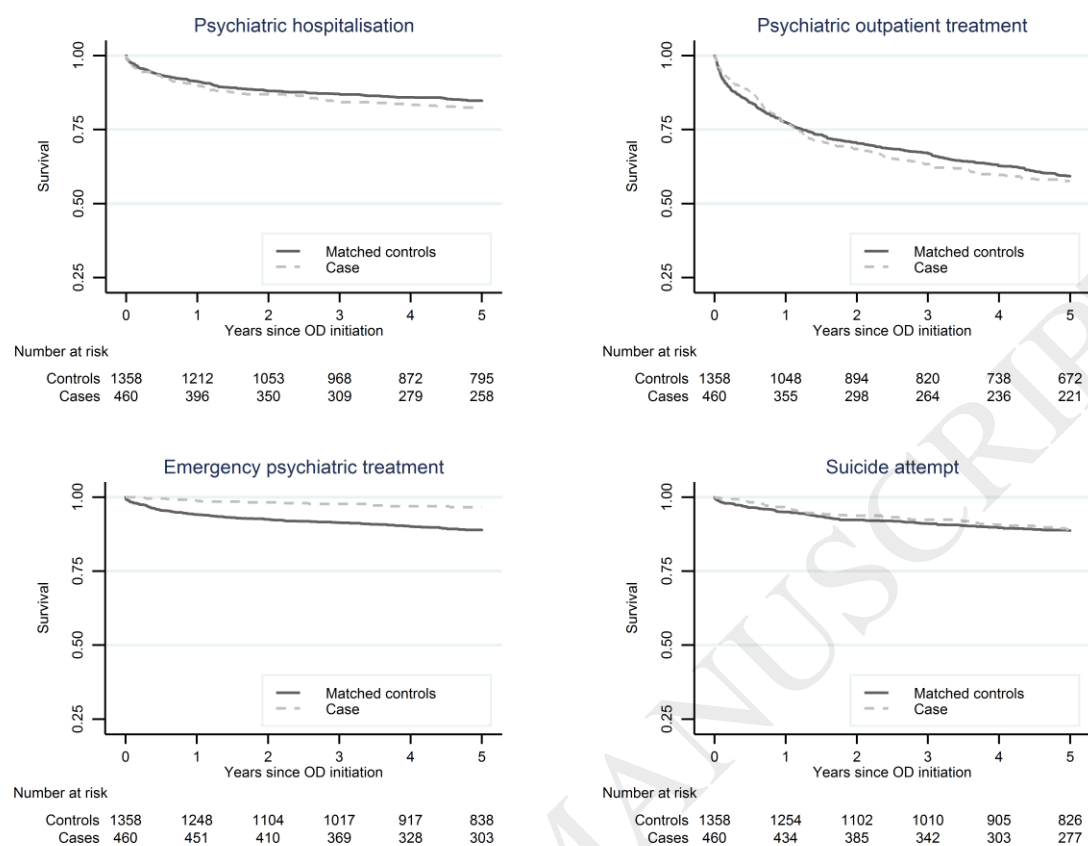 Psychiatric hospitalisation
1.00
0.75
0.50
0.25
Survival
Matched controls
Case
0 1 2 3 4 5
Years since OD initiation
Number at risk
Controls 1358 1212 1053 968 872 795
Cases 460 396 350 309 279 258
Psychiatric outpatient treatment
1.00
0.75
0.50
0.25
Survival
Matched controls
Case
0 1 2 3 4 5
Years since OD initiation
Number at risk
Controls 1358 1048 894 820 738 672
Cases 460 355 298 264 236 221
Emergency psychiatric treatment
1.00
0.75
0.50
0.25
Survival
Matched controls
Case
0 1 2 3 4 5
Years since OD initiation
Number at risk
Controls 1358 1248 1104 1017 917 838
Cases 460 451 410 369 328 303
Suicide attempt
1.00
0.75
0.50
0.25
Survival
Matched controls
Case
0 1 2 3 4 5
Years since OD initiation
Number at risk
Controls 1358 1254 1102 1010 905 826
Cases 460 434 385 342 303 277
MANUSCRIP